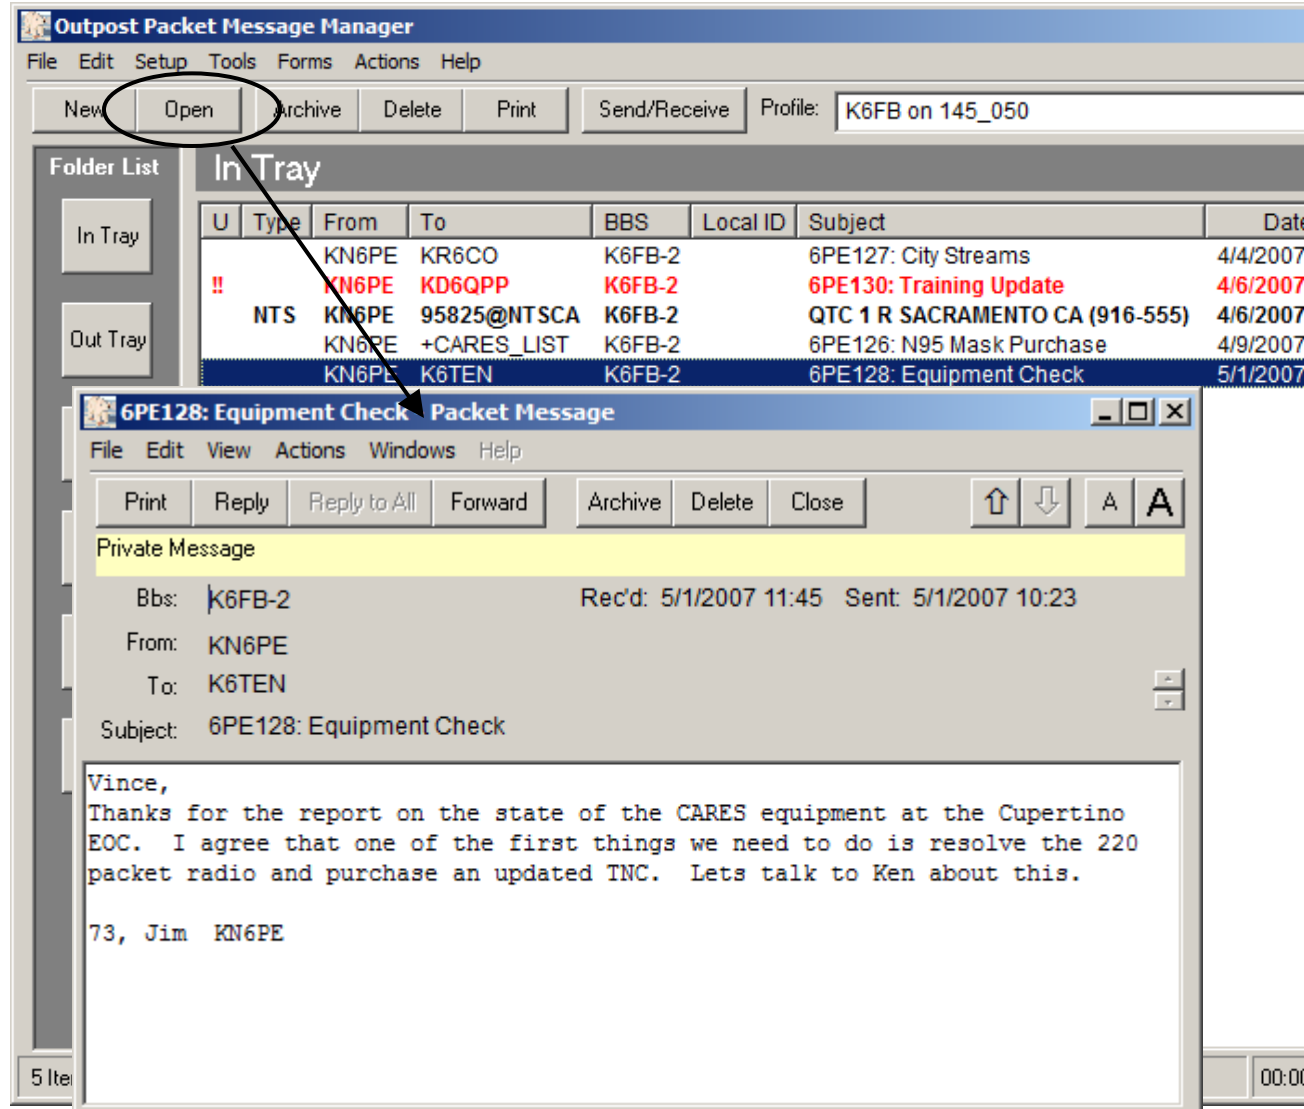 Outpost Packet Message Manager
File Edit Setup Tools Forms Actions Help
New Open Archive Delete Print Send/Receive Profile: K6FB on 145_050
Folder List In Tray
In Tray
Out Tray
U Type From To BBS Local ID Subject Date
KN6PE KR6CO K6FB-2 6PE127: City Streams 4/4/2007
!! KN6PE KD6QPP K6FB-2 6PE130: Training Update 4/6/2007
NTS KN6PE 95825@NTSCA K6FB-2 QTC 1 R SACRAMENTO CA (916-555) 4/6/2007
KN6PE +CARES_LIST K6FB-2 6PE126: N95 Mask Purchase 4/9/2007
KN6PE K6TEN K6FB-2 6PE128: Equipment Check 5/1/2007
6PE128: Equipment Check Packet Message
File Edit View Actions Windows Help
Print Reply Reply to All Forward Archive Delete Close A A
Private Message
Bbs: K6FB-2 Rec'd: 5/1/2007 11:45 Sent: 5/1/2007 10:23
From: KN6PE
To: K6TEN
Subject: 6PE128: Equipment Check
Vince,
Thanks for the report on the state of the CARES equipment at the Cupertino
EOC. I agree that one of the first things we need to do is resolve the 220
packet radio and purchase an updated TNC. Lets talk to Ken about this.
73, Jim KN6PE
5 Ite 00:00